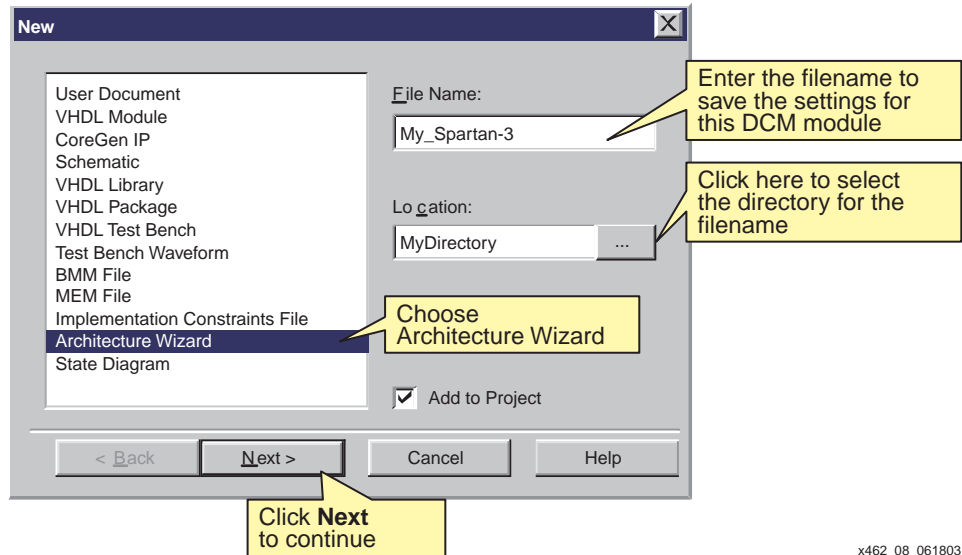 New
X
User Document
VHDL Module
CoreGen IP
Schematic
VHDL Library
VHDL Package
VHDL Test Bench
Test Bench Waveform
BMM File
MEM File
Implementation Constraints File
Architecture Wizard
State Diagram
File Name:
My_Spartan-3
Enter the filename to
save the settings for
this DCM module
Lo cation:
MyDirectory
...
Click here to select
the directory for the
filename
Choose
Architecture Wizard
Add to Project
< Back
Next >
Cancel
Help
Click Next
to continue
x462_08_061803